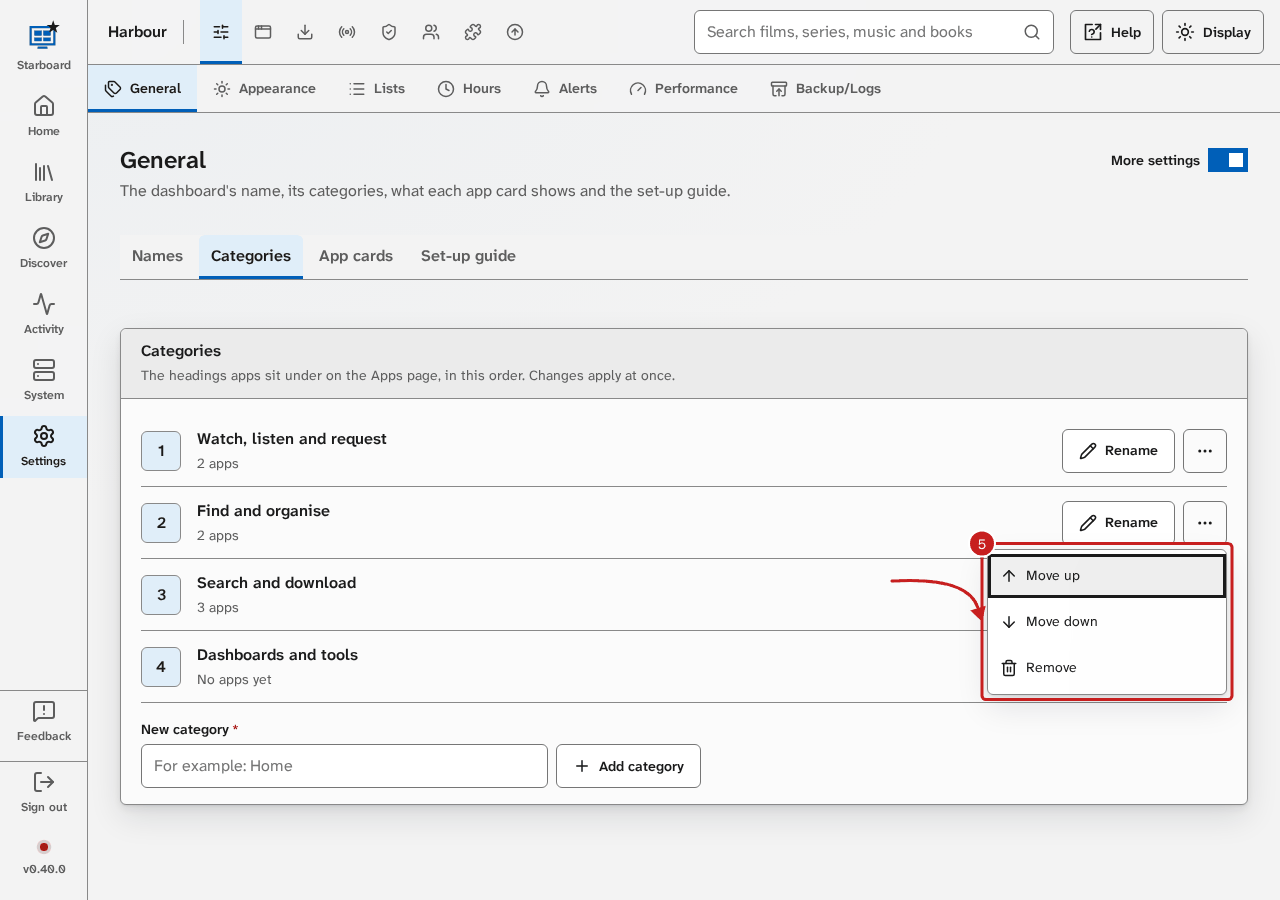 Starboard
Home
Library
Discover
Activity
System
Settings
Feedback
Sign out
v0.40.0
Harbour
Search films, series, music and books
Help
Display
General
Appearance
Lists
Hours
Alerts
Performance
Backup/Logs
General
More settings
The dashboard's name, its categories, what each app card shows and the set-up guide.
Names
Categories
App cards
Set-up guide
Categories
The headings apps sit under on the Apps page, in this order. Changes apply at once.
1
Watch, listen and request
2 apps
Rename
2
Find and organise
2 apps
Rename
5
Move up
Move down
Remove
3
Search and download
3 apps
4
Dashboards and tools
No apps yet
New category *
For example: Home
Add category